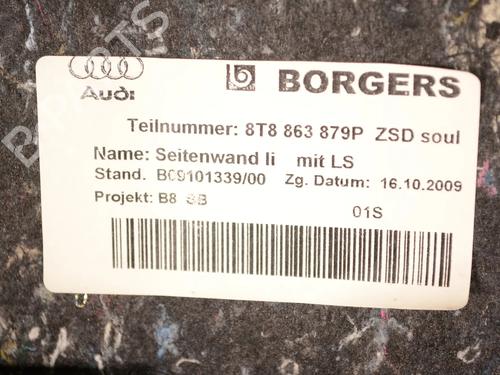 Audi
BORGERS
Teilnummer: 8T8 863 879P ZSD soul
Name: Seitenwand li mit LS
Stand. B09101339/00 Zg. Datum: 16.10.2009
Projekt: B8 SB
01S